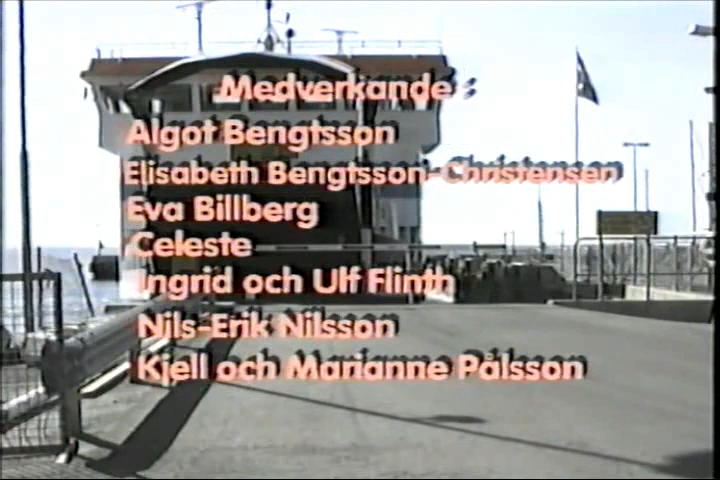 Medverkande:
Algot Bengtsson
Elisabeth Bengtsson-Christensen
Eva Billberg
Celeste
Ingrid och Ulf Flinth
Nils-Erik Nilsson
Kjell och Marianne Pålsson